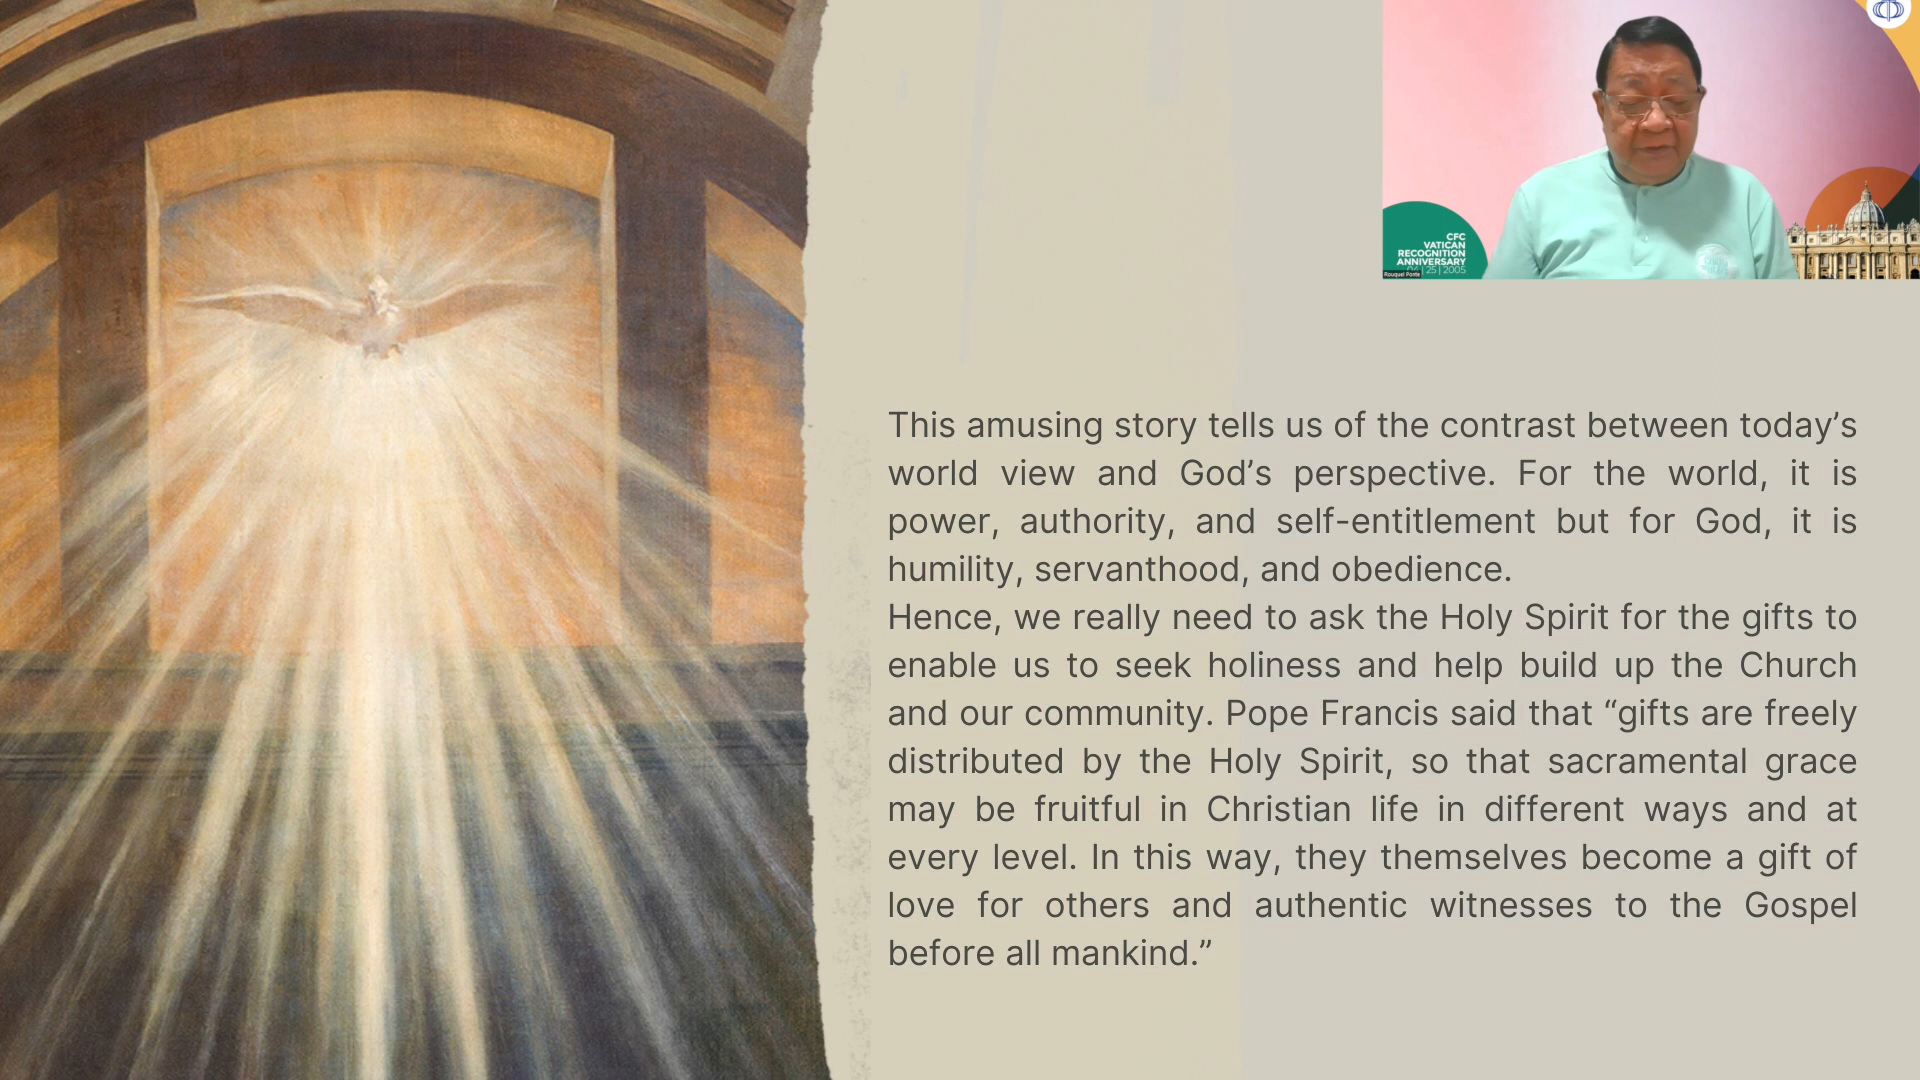 CFC
VATICAN
RECOGNITION
ANNIVERSARY
04 | 25 | 2005
Rouquel Ponte
This amusing story tells us of the contrast between today’s
world view and God’s perspective. For the world, it is
power, authority, and self-entitlement but for God, it is
humility, servanthood, and obedience.
Hence, we really need to ask the Holy Spirit for the gifts to
enable us to seek holiness and help build up the Church
and our community. Pope Francis said that “gifts are freely
distributed by the Holy Spirit, so that sacramental grace
may be fruitful in Christian life in different ways and at
every level. In this way, they themselves become a gift of
love for others and authentic witnesses to the Gospel
before all mankind.”